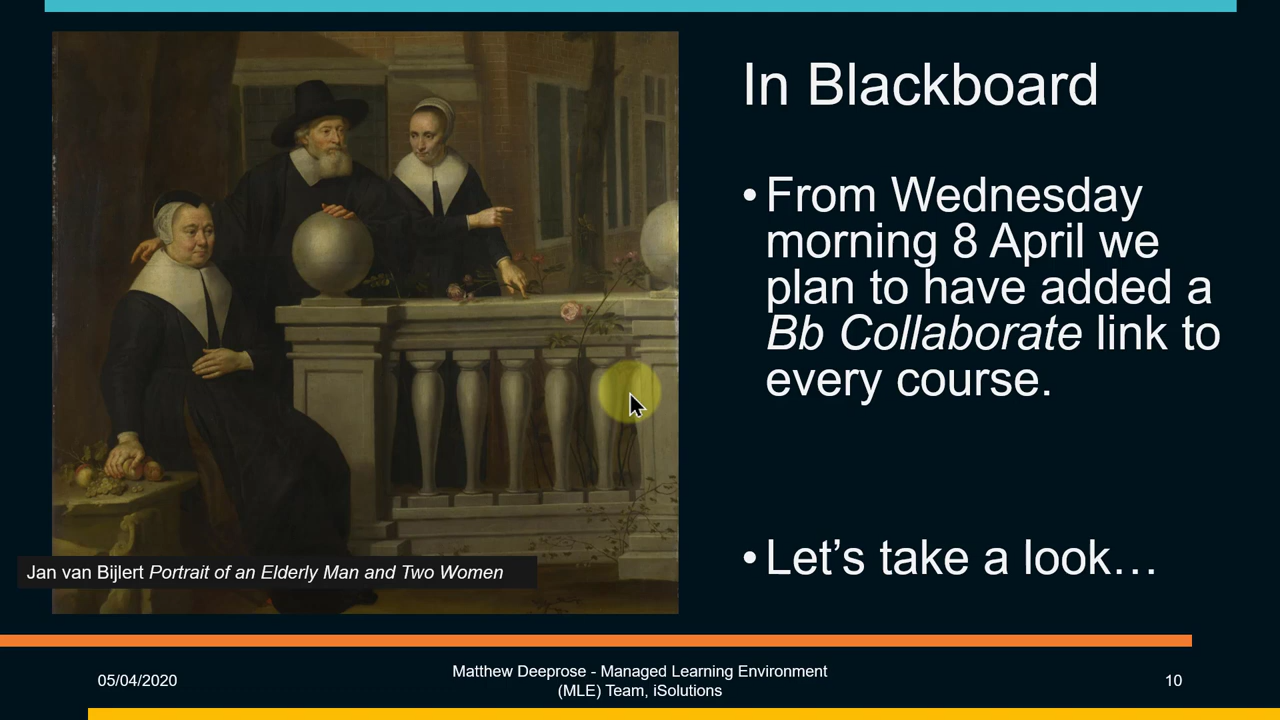 In Blackboard
• From Wednesday
morning 8 April we
plan to have added a
Bb Collaborate link to
every course.
• Let’s take a look…
Jan van Bijlert Portrait of an Elderly Man and Two Women
05/04/2020
Matthew Deeprose - Managed Learning Environment
(MLE) Team, iSolutions
10